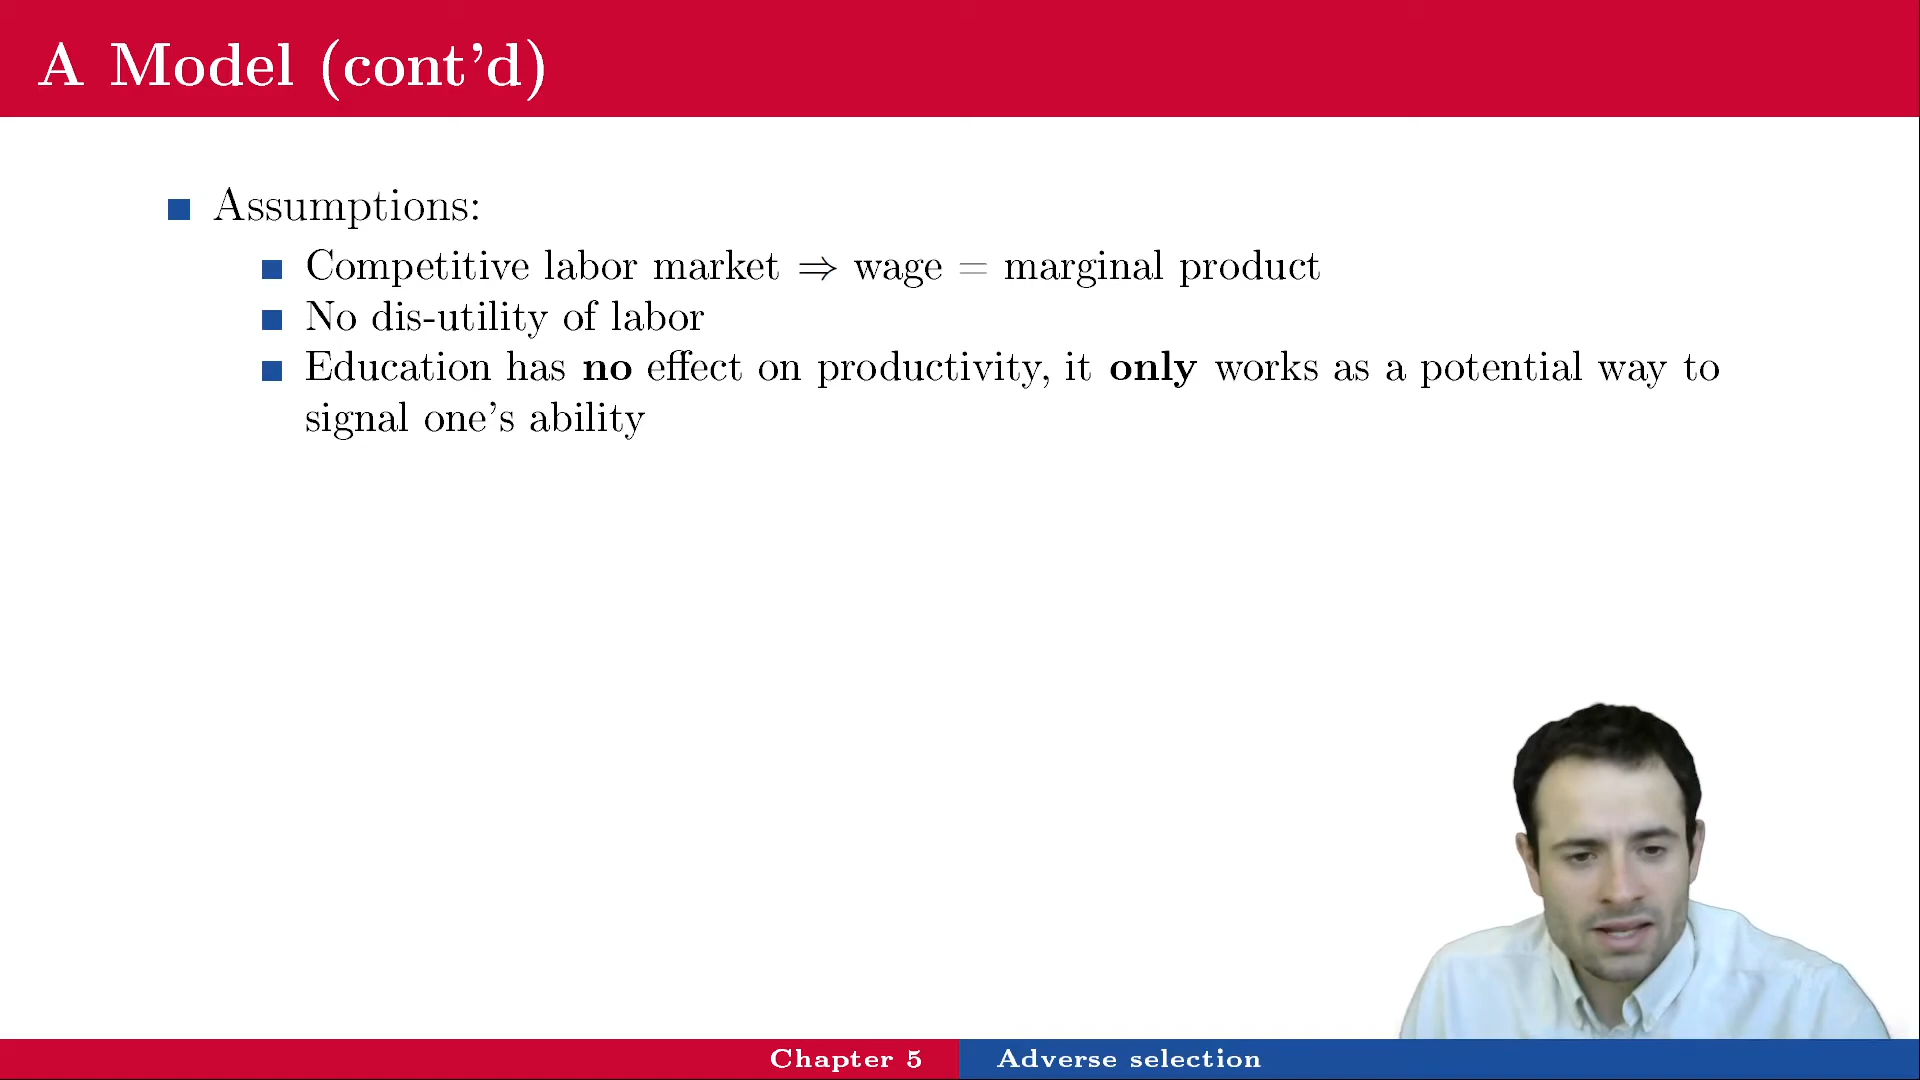 A Model (cont’d)
Assumptions:
Competitive labor market ⇒ wage = marginal product
No dis-utility of labor
Education has no effect on productivity, it only works as a potential way to
signal one’s ability
Chapter 5
Adverse selection